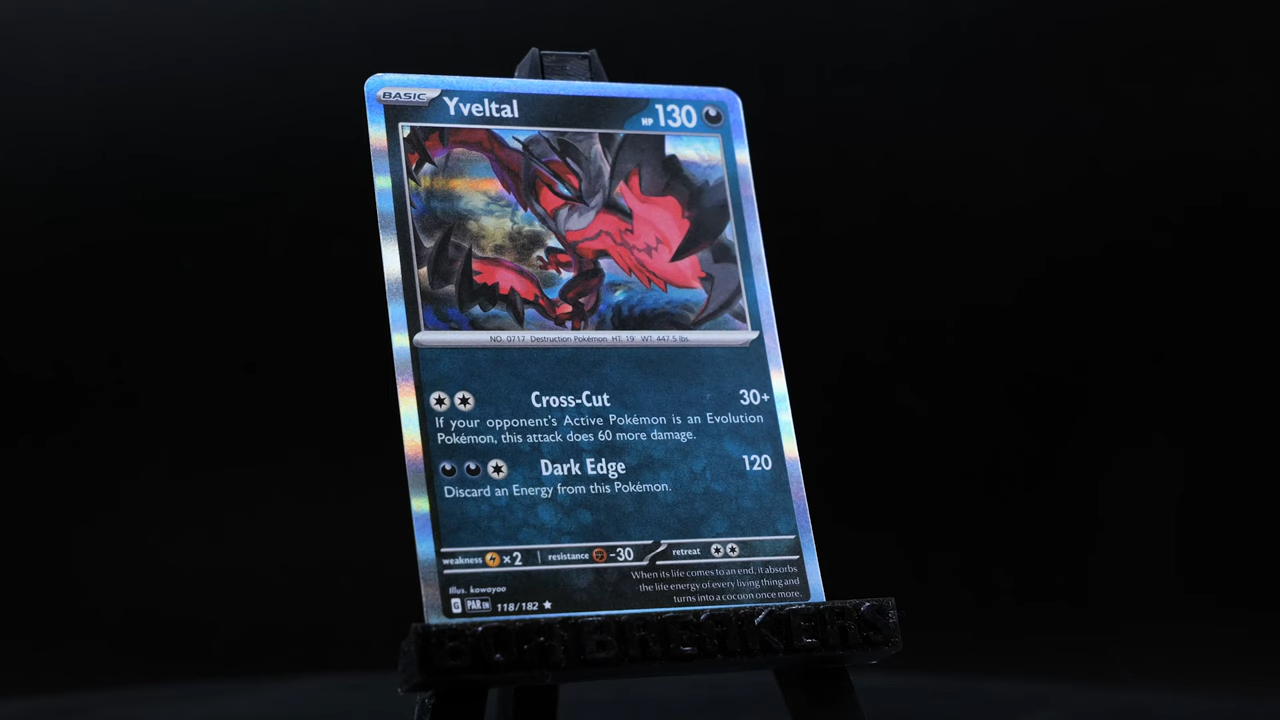 BASIC Yveltal HP 130
NO. 0717 Destruction Pokémon HT: 19' WT: 447.5 lbs.
Cross-Cut 30+
If your opponent's Active Pokémon is an Evolution
Pokémon, this attack does 60 more damage.
Dark Edge 120
Discard an Energy from this Pokémon.
weakness ×2 resistance -30 retreat
When its life comes to an end, it absorbs
the life energy of every living thing and
turns into a cocoon once more.
Illus. kawayoo
G PAR EN 118/182
BOXBREAKERS